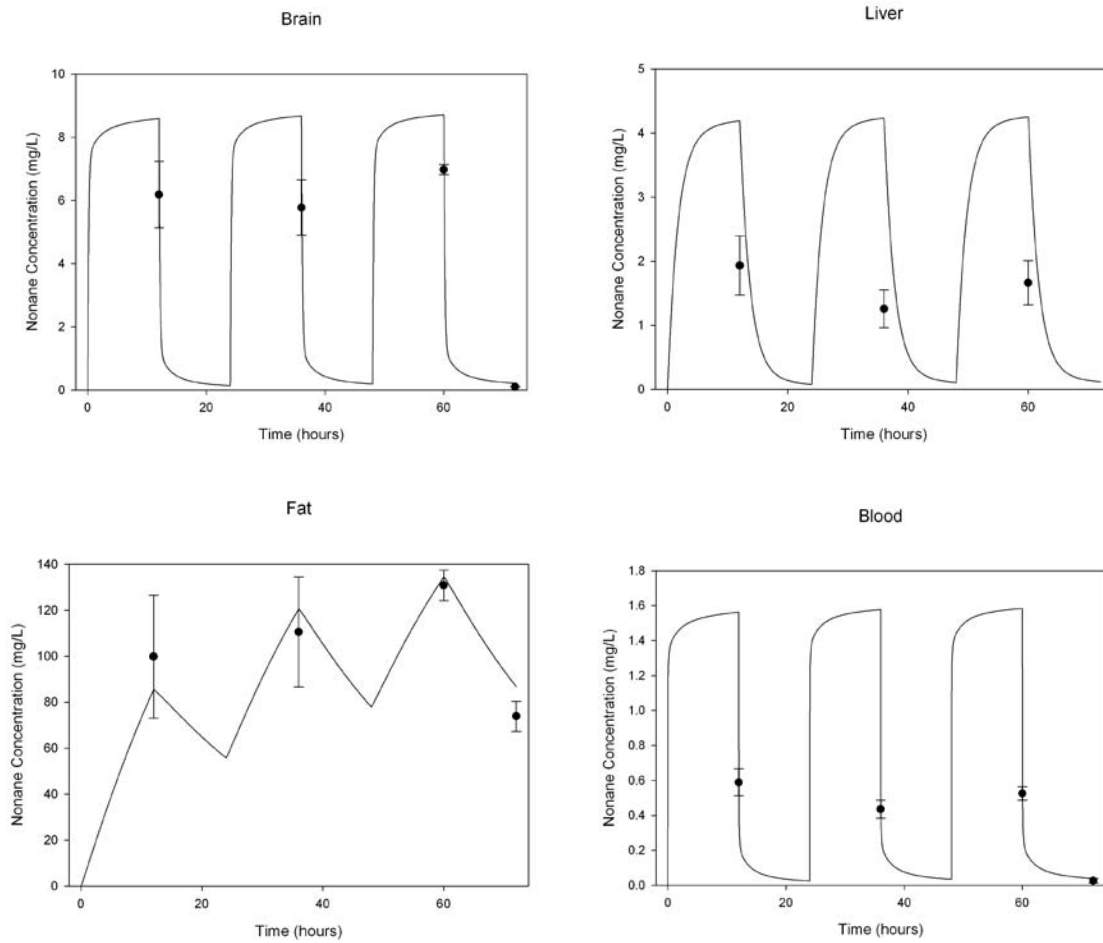 Brain
Nonane Concentration (mg/L)
10
8
6
4
2
0
0 20 40 60
Time (hours)
Liver
Nonane Concentration (mg/L)
5
4
3
2
1
0
0 20 40 60
Time (hours)
Fat
Nonane Concentration (mg/L)
140
120
100
80
60
40
20
0
0 20 40 60
Time (hours)
Blood
Nonane Concentration (mg/L)
1.8
1.6
1.4
1.2
1.0
0.8
0.6
0.4
0.2
0.0
0 20 40 60
Time (hours)